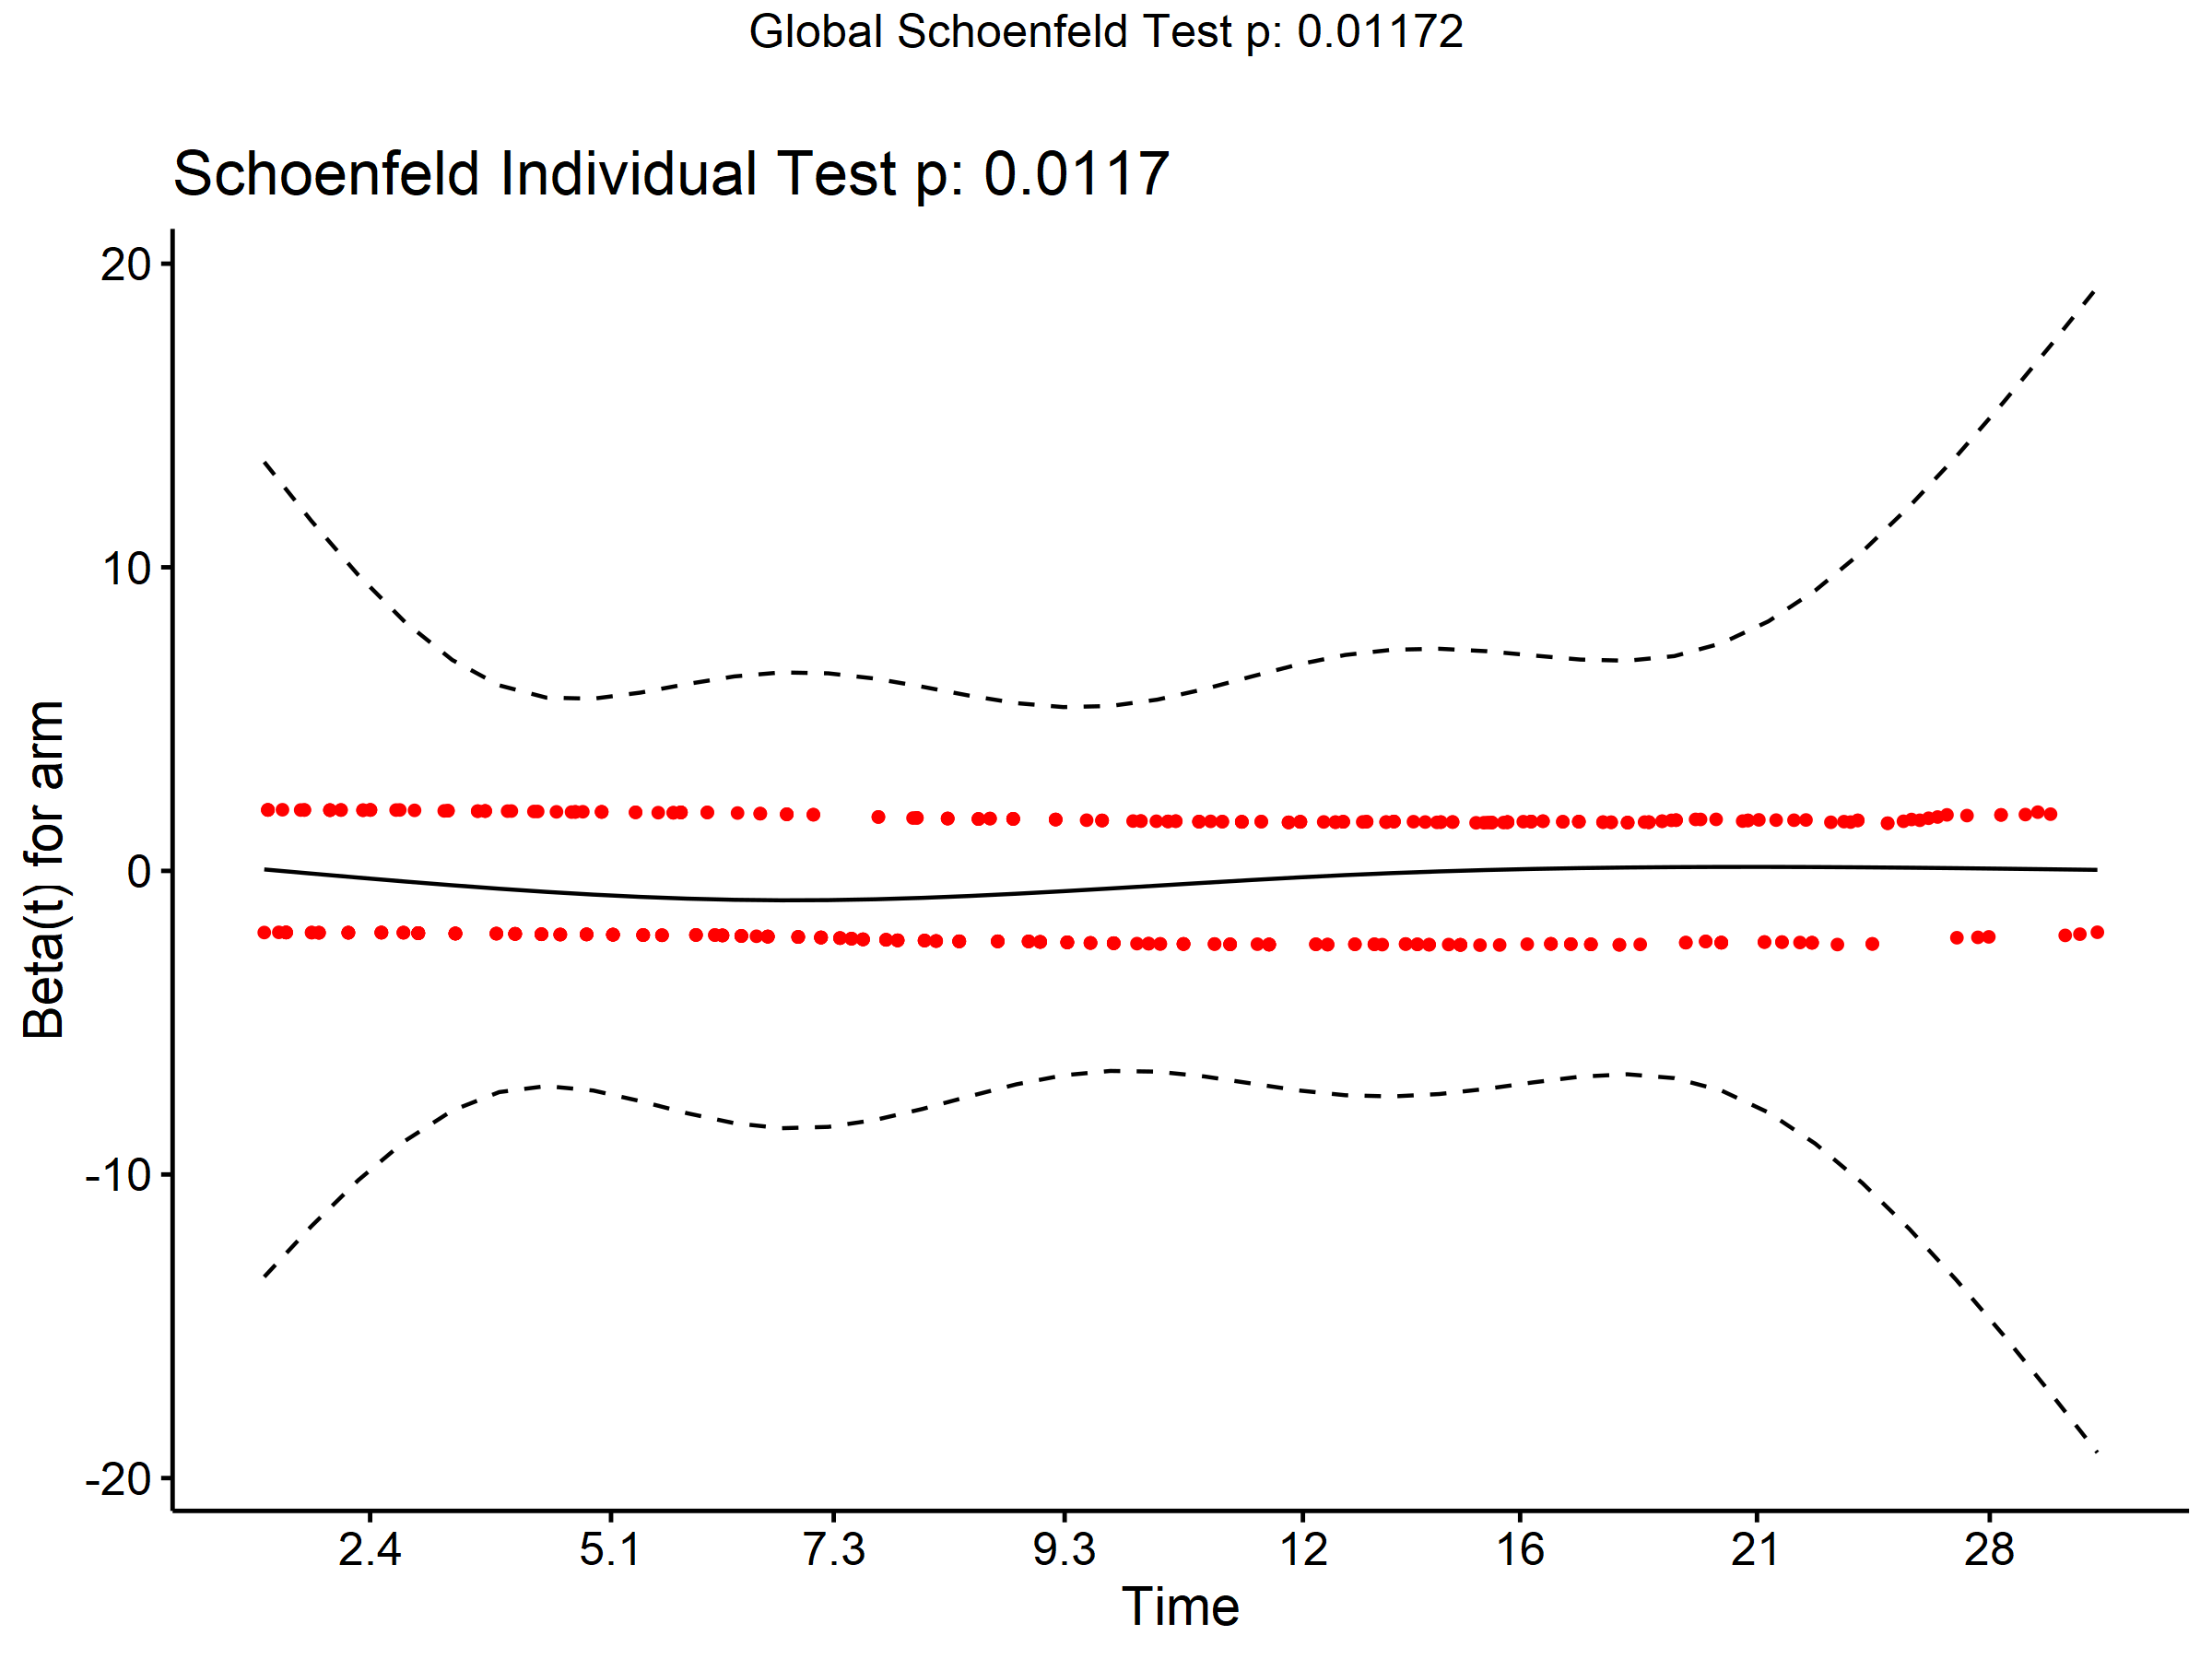 Global Schoenfeld Test p: 0.01172
Schoenfeld Individual Test p: 0.0117
20
10
0
-10
-20
Beta(t) for arm
2.4 5.1 7.3 9.3 12 16 21 28
Time